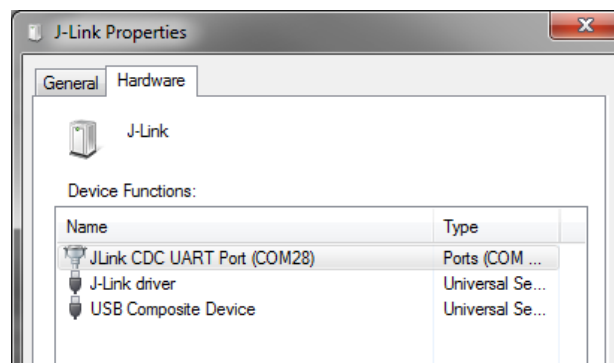 J-Link Properties
General Hardware
J-Link
Device Functions:
Name Type
JLink CDC UART Port (COM28) Ports (COM ...
J-Link driver Universal Se...
USB Composite Device Universal Se...